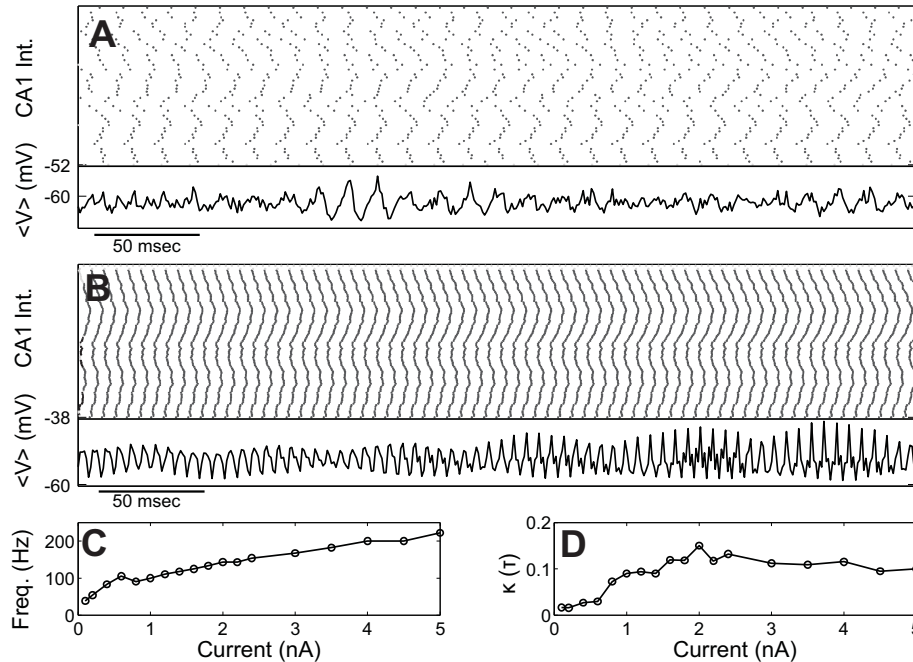 A
CA1 Int.
-52
-60
<V> (mV)
50 msec
B
CA1 Int.
-38
-60
<V> (mV)
50 msec
C
Freq. (Hz)
200
100
0
0 1 2 3 4 5
Current (nA)
D
κ (τ)
0.2
0.1
0
0 1 2 3 4 5
Current (nA)